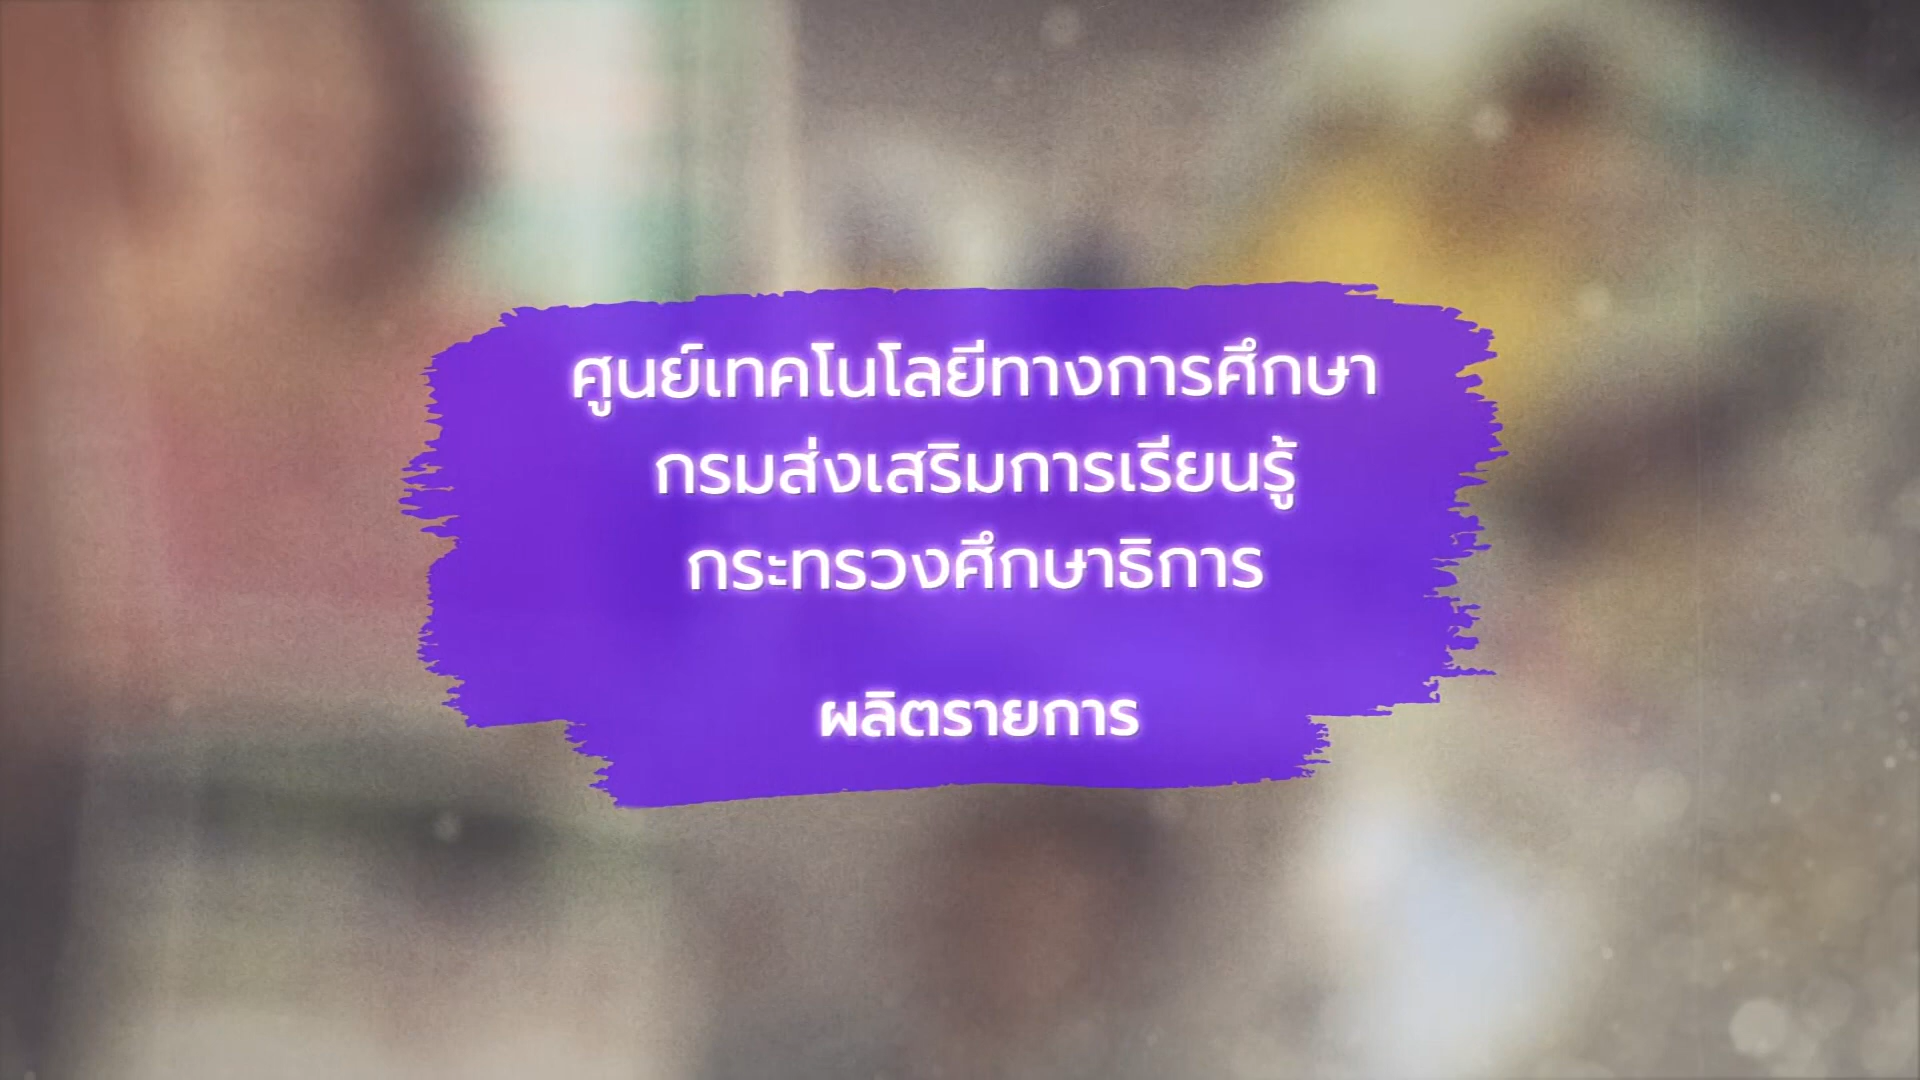 ศูนย์เทคโนโลยีทางการศึกษา
กรมส่งเสริมการเรียนรู้
กระทรวงศึกษาธิการ
ผลิตรายการ